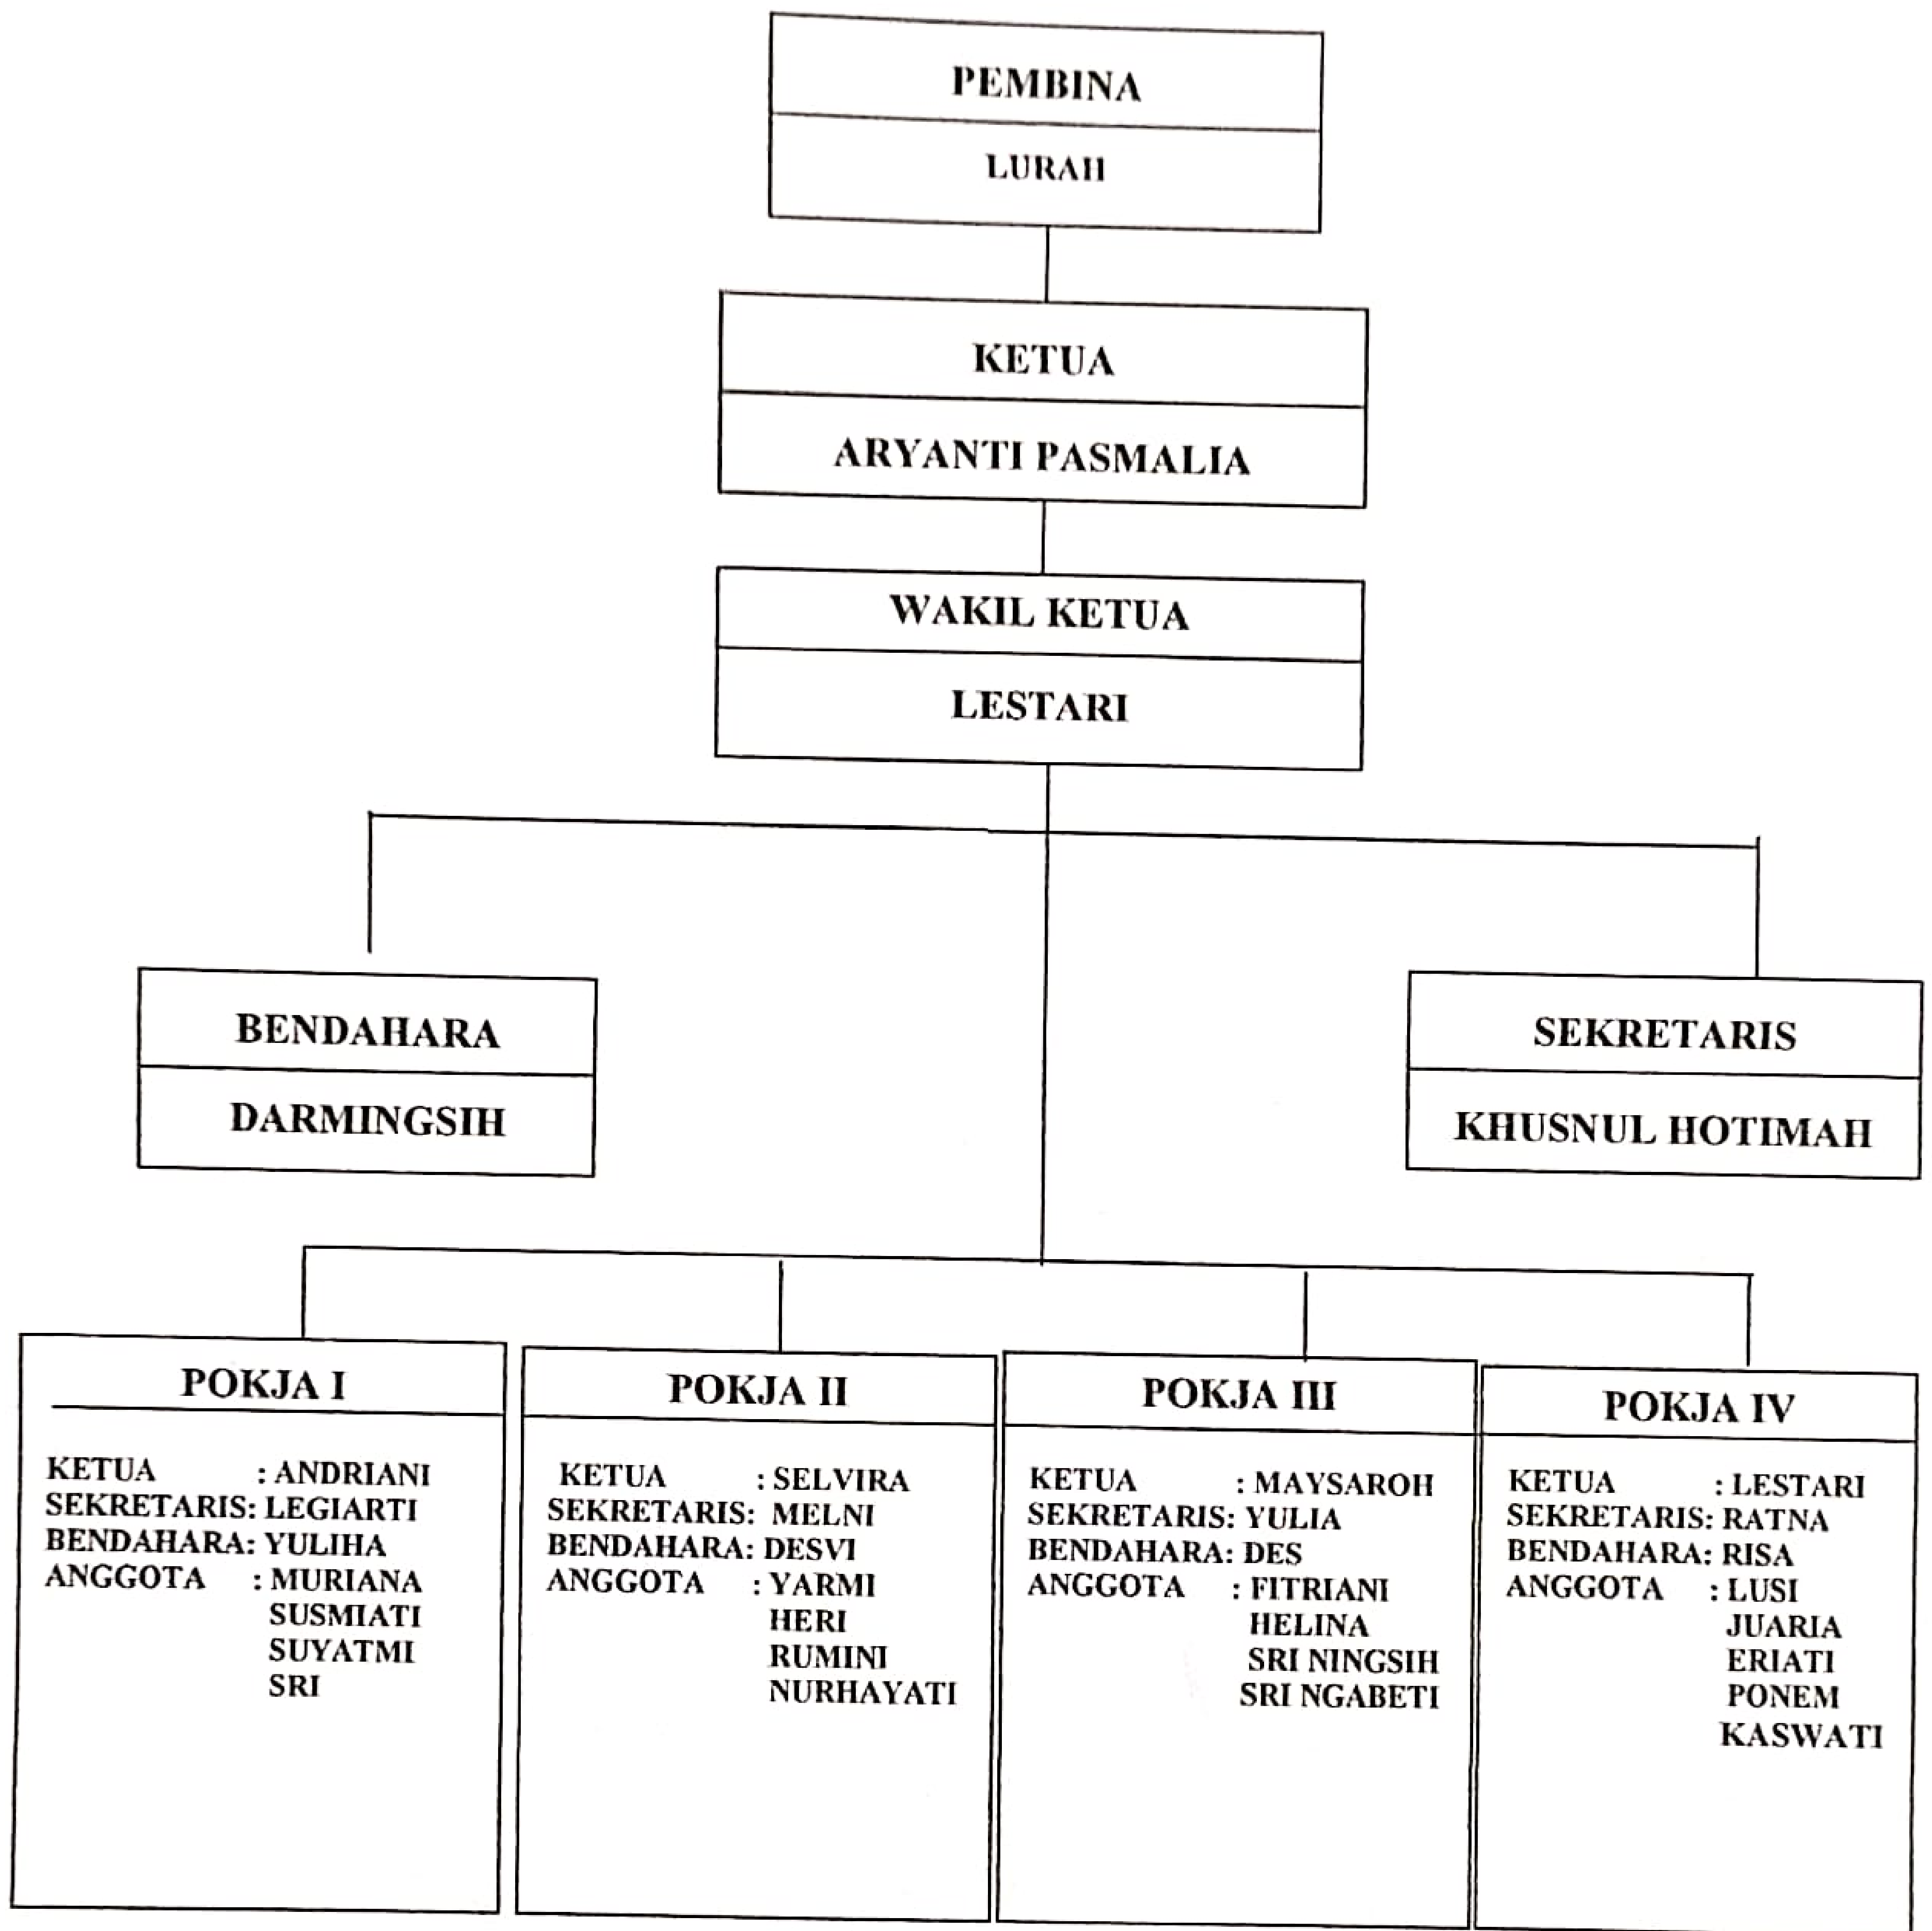 PEMBINA
LURAH
KETUA
ARYANTI PASMALIA
WAKIL KETUA
LESTARI
BENDAHARA
DARMINGSIH
SEKRETARIS
KHUSNUL HOTIMAH
POKJA I
KETUA : ANDRIANI
SEKRETARIS: LEGIARTI
BENDAHARA: YULIHA
ANGGOTA : MURIANA
SUSMIATI
SUYATMI
SRI
POKJA II
KETUA : SELVIRA
SEKRETARIS: MELNI
BENDAHARA: DESVI
ANGGOTA : YARMI
HERI
RUMINI
NURHAYATI
POKJA III
KETUA : MAYSAROH
SEKRETARIS: YULIA
BENDAHARA: DES
ANGGOTA : FITRIANI
HELINA
SRI NINGSIH
SRI NGABETI
POKJA IV
KETUA : LESTARI
SEKRETARIS: RATNA
BENDAHARA: RISA
ANGGOTA : LUSI
JUARIA
ERIATI
PONEM
KASWATI